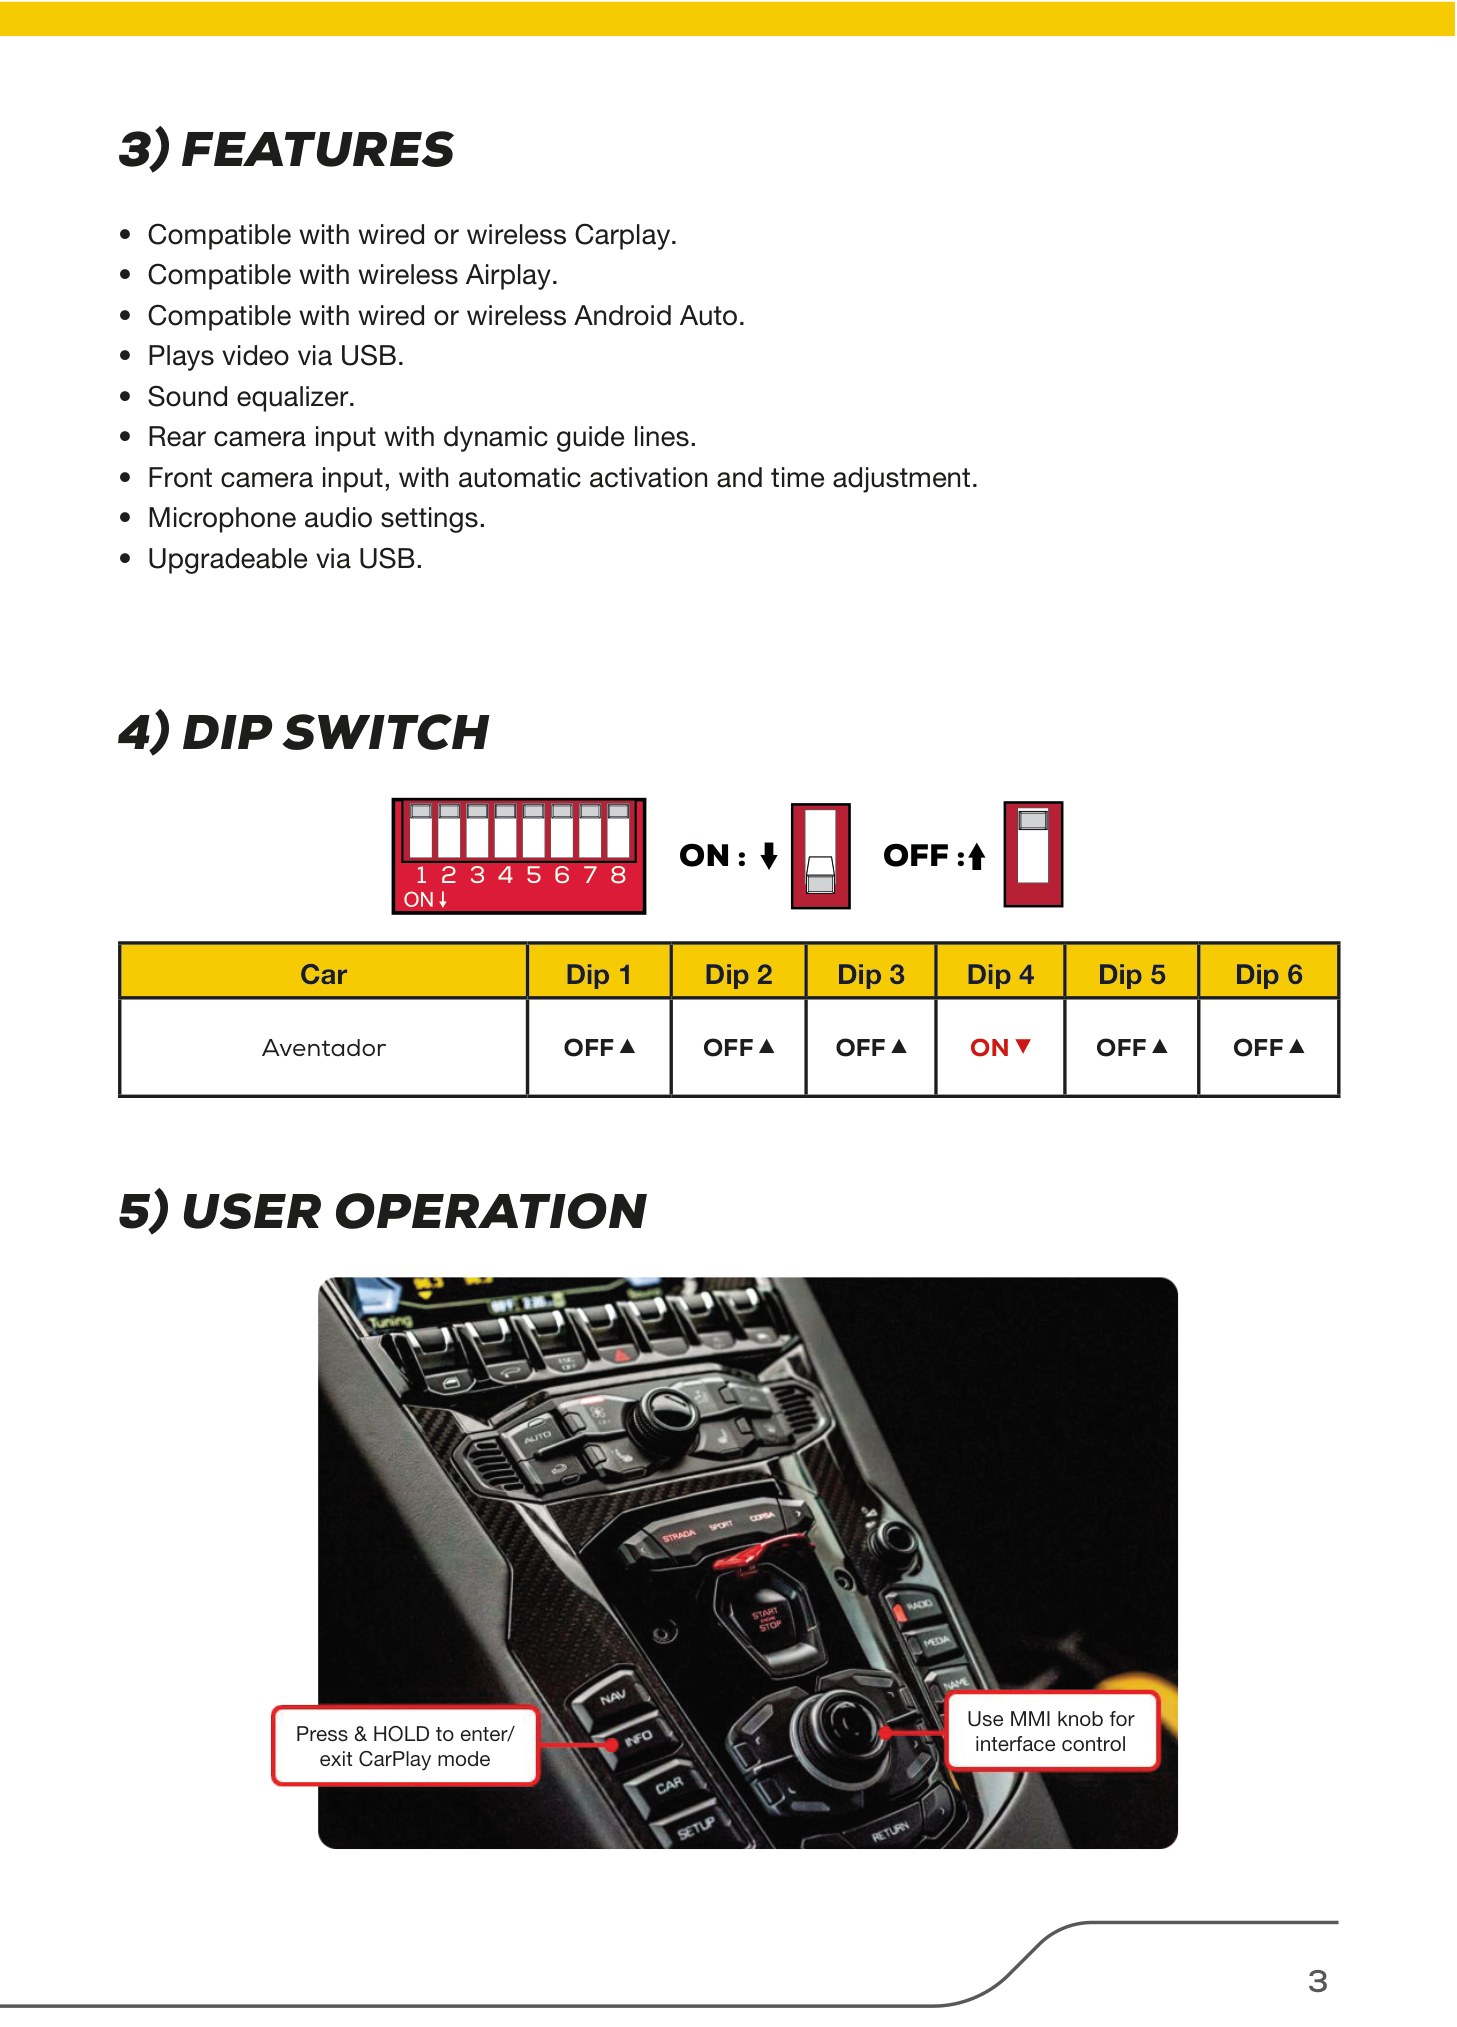 3) FEATURES
• Compatible with wired or wireless Carplay.
• Compatible with wireless Airplay.
• Compatible with wired or wireless Android Auto.
• Plays video via USB.
• Sound equalizer.
• Rear camera input with dynamic guide lines.
• Front camera input, with automatic activation and time adjustment.
• Microphone audio settings.
• Upgradeable via USB.
4) DIP SWITCH
1 2 3 4 5 6 7 8
ON↓
ON : ⬇
OFF :⬆
Car Dip 1 Dip 2 Dip 3 Dip 4 Dip 5 Dip 6
Aventador OFF▲ OFF▲ OFF▲ ON▼ OFF▲ OFF▲
5) USER OPERATION
Tuning
ESC
OFF
AUTO
STRADA SPORT CORSA
START
STOP
RADIO
MEDIA
NAME
NAV
INFO
CAR
SETUP
RETURN
Press & HOLD to enter/
exit CarPlay mode
Use MMI knob for
interface control
3